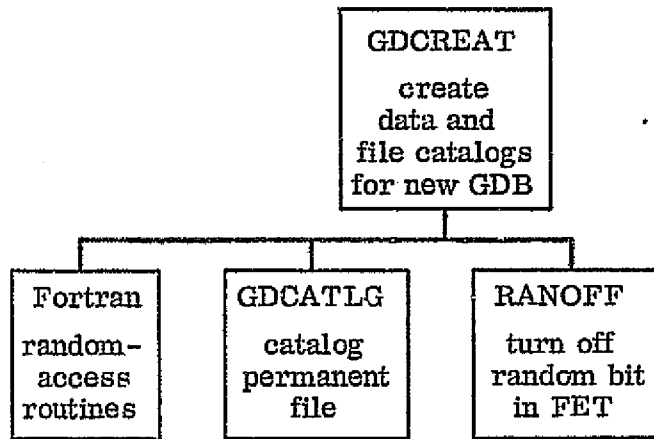 GDCREAT
create
data and
file catalogs
for new GDB
Fortran
random-
access
routines
GDCATLG
catalog
permanent
file
RANOFF
turn off
random bit
in FET